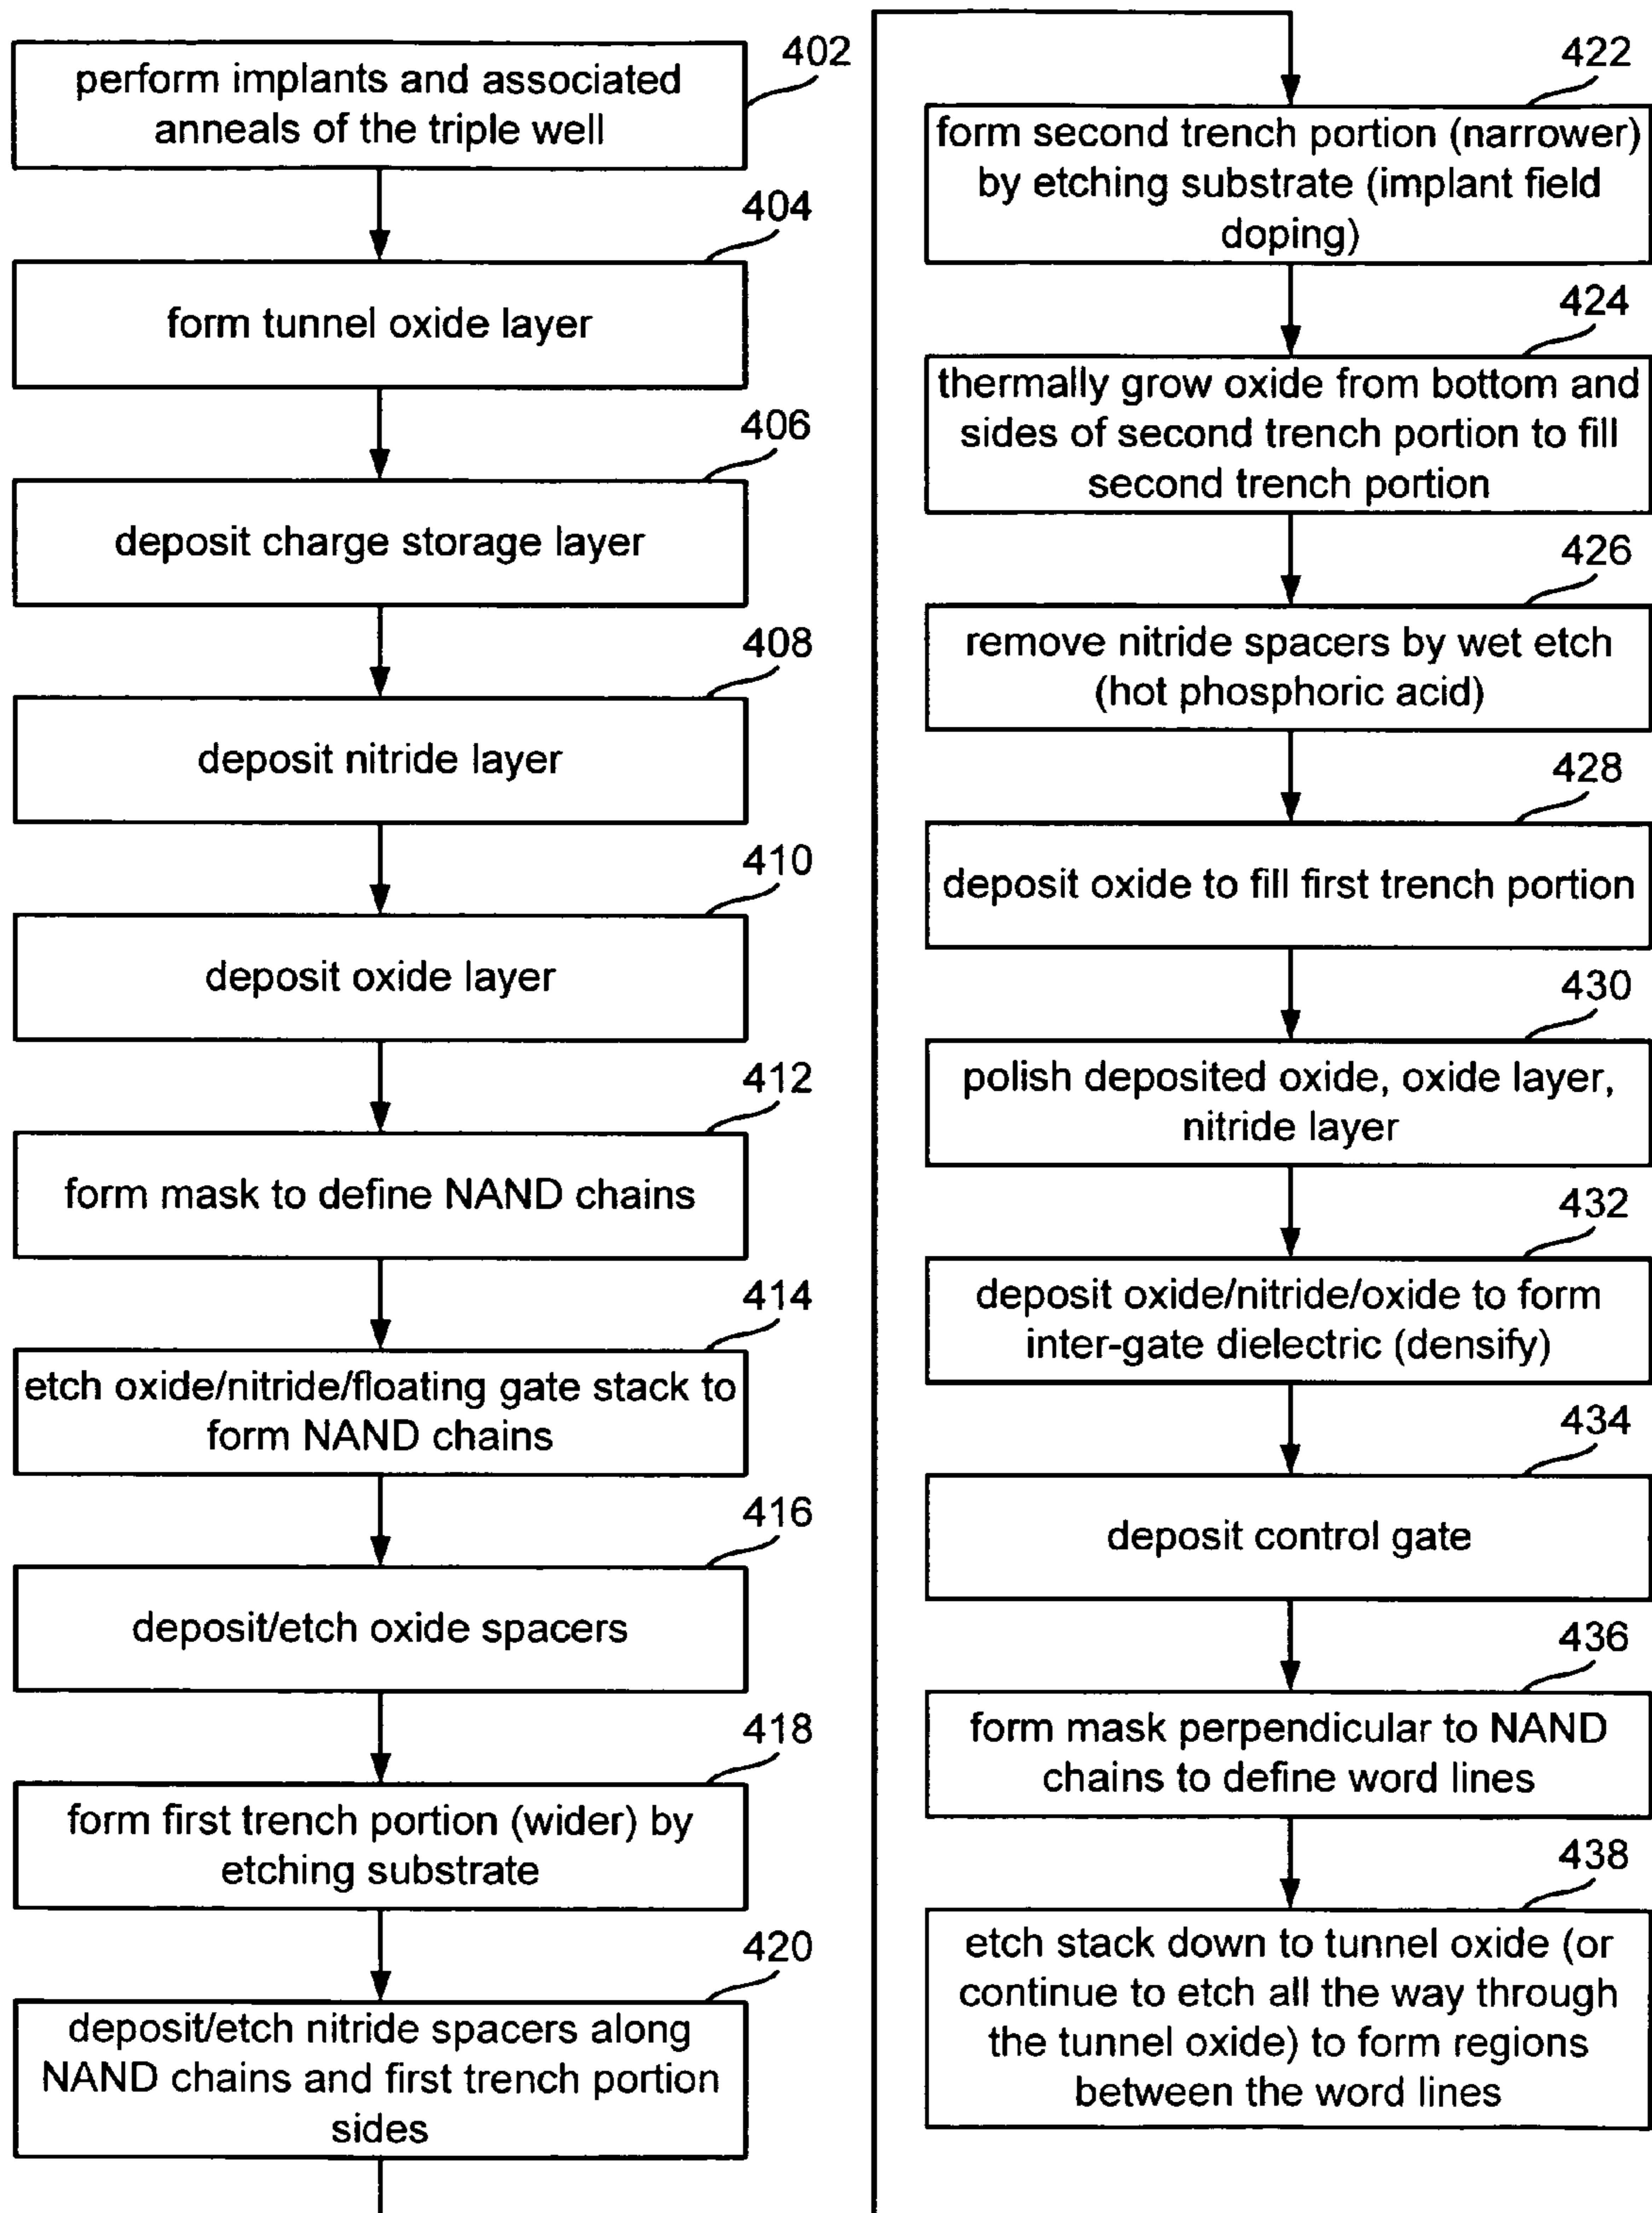 402
perform implants and associated
anneals of the triple well
404
form tunnel oxide layer
406
deposit charge storage layer
408
deposit nitride layer
410
deposit oxide layer
412
form mask to define NAND chains
414
etch oxide/nitride/floating gate stack to
form NAND chains
416
deposit/etch oxide spacers
418
form first trench portion (wider) by
etching substrate
420
deposit/etch nitride spacers along
NAND chains and first trench portion
sides
422
form second trench portion (narrower)
by etching substrate (implant field
doping)
424
thermally grow oxide from bottom and
sides of second trench portion to fill
second trench portion
426
remove nitride spacers by wet etch
(hot phosphoric acid)
428
deposit oxide to fill first trench portion
430
polish deposited oxide, oxide layer,
nitride layer
432
deposit oxide/nitride/oxide to form
inter-gate dielectric (densify)
434
deposit control gate
436
form mask perpendicular to NAND
chains to define word lines
438
etch stack down to tunnel oxide (or
continue to etch all the way through
the tunnel oxide) to form regions
between the word lines